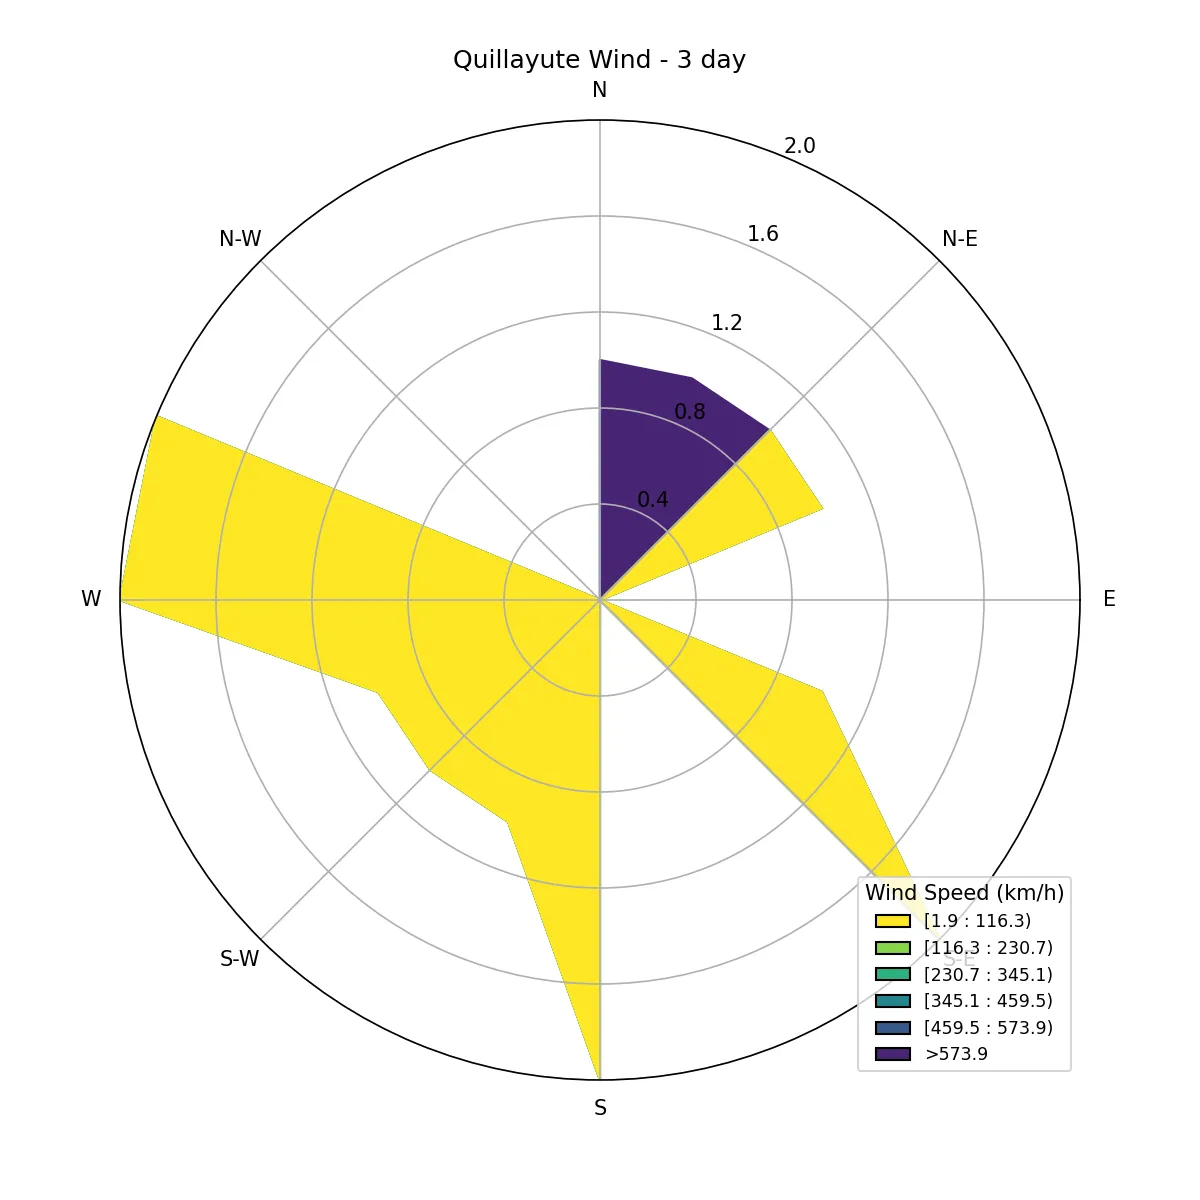 Quillayute Wind - 3 day
N
2.0
N-W
1.6
N-E
1.2
0.8
0.4
W
E
Wind Speed (km/h)
[1.9 : 116.3)
[116.3 : 230.7)
S-W
S-E
[230.7 : 345.1)
[345.1 : 459.5)
[459.5 : 573.9)
>573.9
S